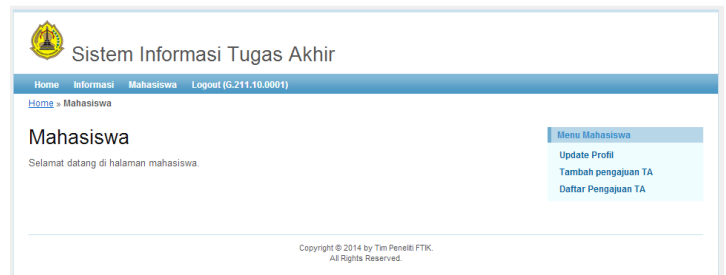 Sistem Informasi Tugas Akhir
Home Informasi Mahasiswa Logout (G.211.10.0001)
Home » Mahasiswa
Mahasiswa
Selamat datang di halaman mahasiswa.
Menu Mahasiswa
Update Profil
Tambah pengajuan TA
Daftar Pengajuan TA
Copyright © 2014 by Tim Peneliti FTIK.
All Rights Reserved.